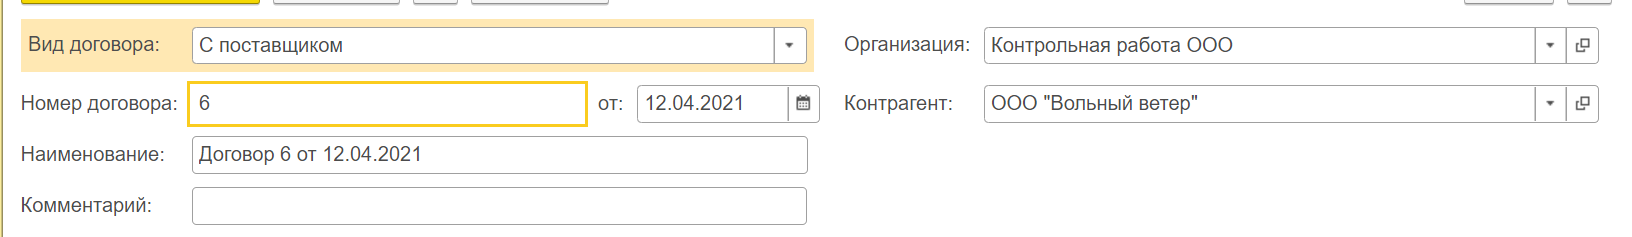 Вид договора: С поставщиком Организация: Контрольная работа ООО
Номер договора: 6 от: 12.04.2021 Контрагент: ООО "Вольный ветер"
Наименование: Договор 6 от 12.04.2021
Комментарий: